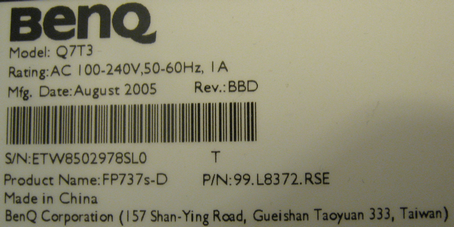 BenQ
Model: Q7T3
Rating:AC 100-240V,50-60Hz, 1A
Mfg. Date:August 2005 Rev.:BBD
S/N:ETW8502978SL0 T
Product Name:FP737s-D P/N:99.L8372.RSE
Made in China
BenQ Corporation (157 Shan-Ying Road, Gueishan Taoyuan 333, Taiwan)